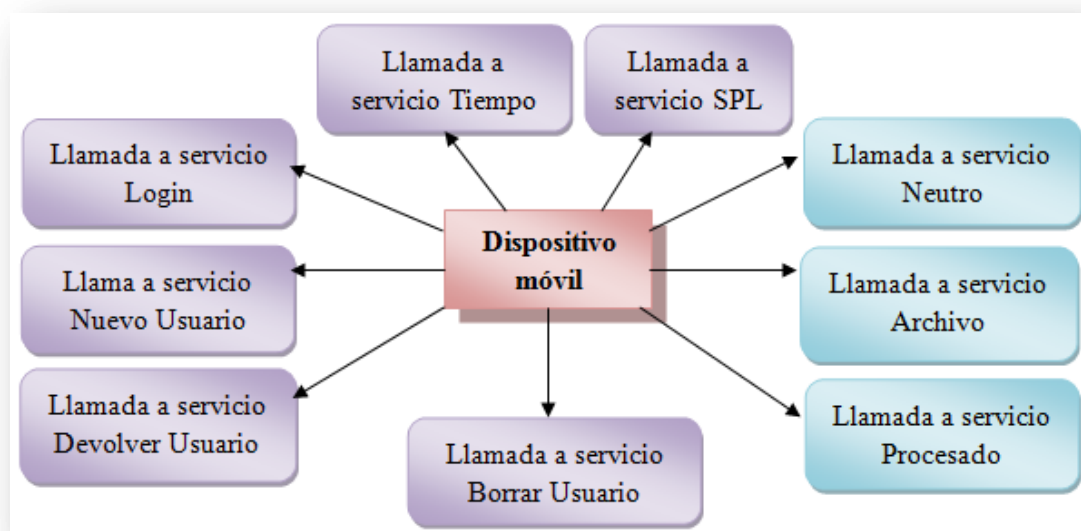 Llamada a
servicio Tiempo
Llamada a
servicio SPL
Llamada a servicio
Login
Llamada a servicio
Neutro
Dispositivo
móvil
Llama a servicio
Nuevo Usuario
Llamada a servicio
Archivo
Llamada a servicio
Devolver Usuario
Llamada a servicio
Procesado
Llamada a servicio
Borrar Usuario